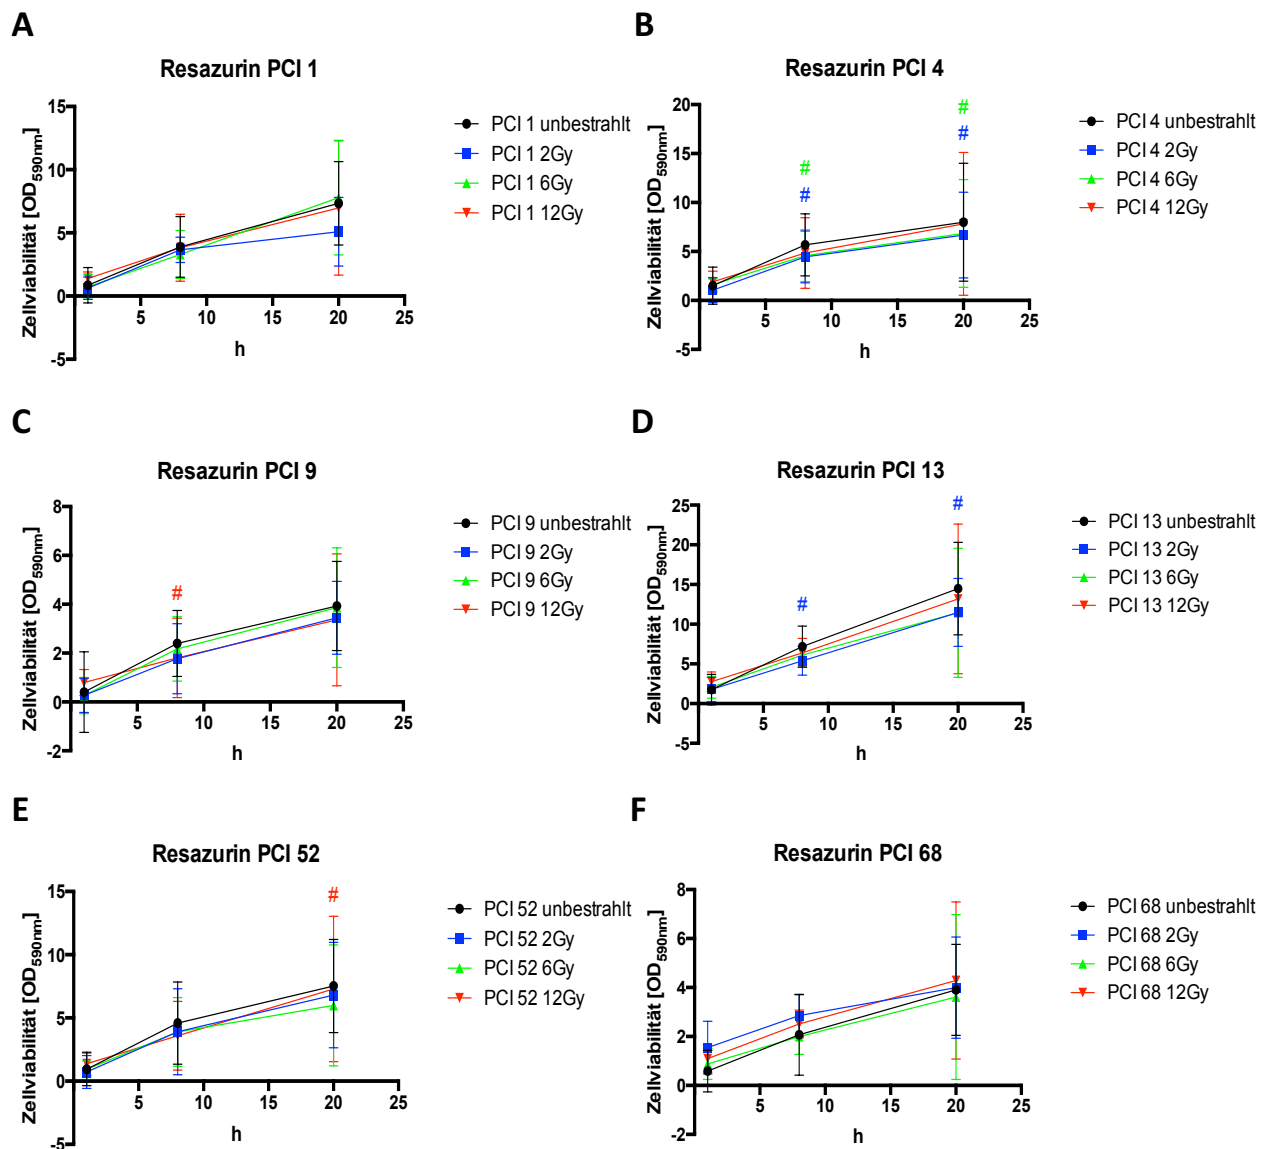 A
Resazurin PCI 1
Zellviabilität [OD590nm]
15
10
5
0
-5
5
10
15
20
25
h
PCI 1 unbestrahlt
PCI 1 2Gy
PCI 1 6Gy
PCI 1 12Gy
B
Resazurin PCI 4
Zellviabilität [OD590nm]
20
15
10
5
0
-5
5
10
15
20
25
h
#
#
#
#
PCI 4 unbestrahlt
PCI 4 2Gy
PCI 4 6Gy
PCI 4 12Gy
C
Resazurin PCI 9
Zellviabilität [OD590nm]
8
6
4
2
0
-2
5
10
15
20
25
h
#
PCI 9 unbestrahlt
PCI 9 2Gy
PCI 9 6Gy
PCI 9 12Gy
D
Resazurin PCI 13
Zellviabilität [OD590nm]
25
20
15
10
5
0
-5
5
10
15
20
25
h
#
#
PCI 13 unbestrahlt
PCI 13 2Gy
PCI 13 6Gy
PCI 13 12Gy
E
Resazurin PCI 52
Zellviabilität [OD590nm]
15
10
5
0
-5
5
10
15
20
25
h
#
PCI 52 unbestrahlt
PCI 52 2Gy
PCI 52 6Gy
PCI 52 12Gy
F
Resazurin PCI 68
Zellviabilität [OD590nm]
8
6
4
2
0
-2
5
10
15
20
25
h
PCI 68 unbestrahlt
PCI 68 2Gy
PCI 68 6Gy
PCI 68 12Gy